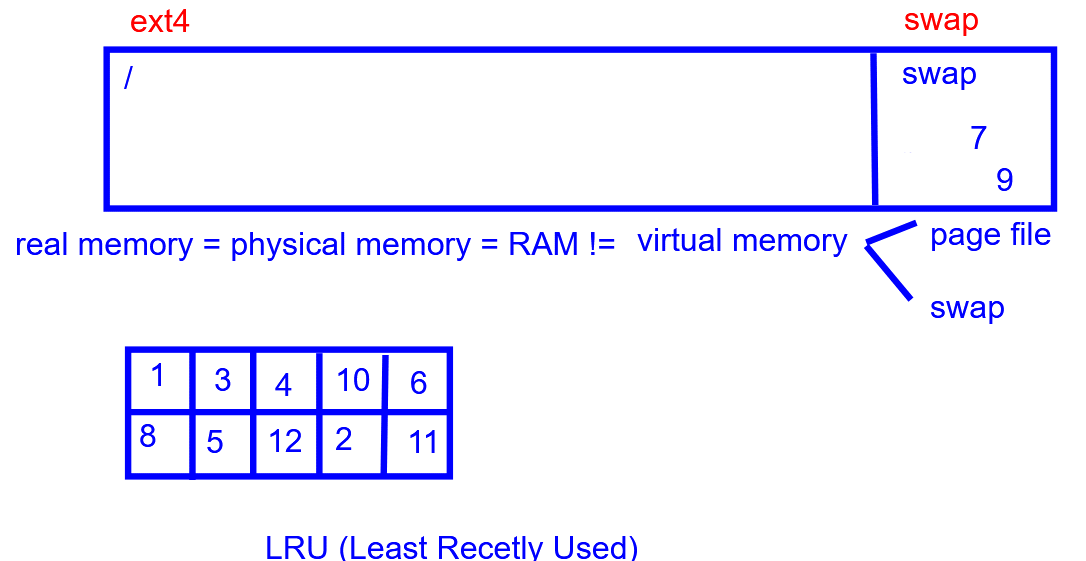 ext4 swap
/ swap
7
9
real memory = physical memory = RAM != virtual memory page file
swap
1 3 4 10 6
8 5 12 2 11
LRU (Least Recetly Used)